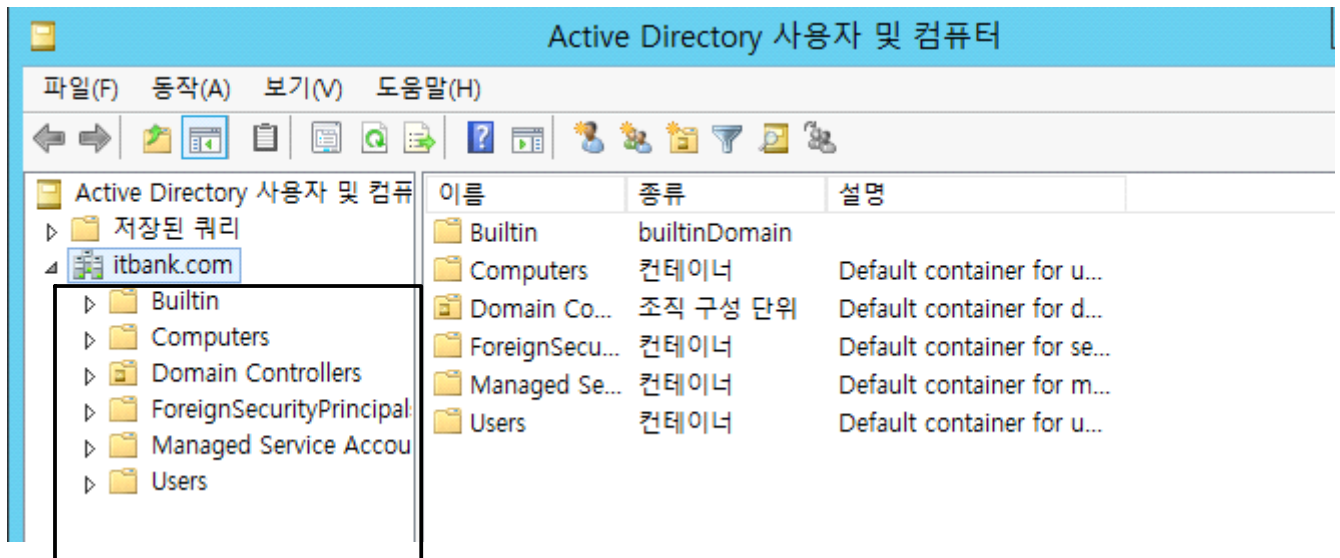 Active Directory 사용자 및 컴퓨터
파일(F) 동작(A) 보기(V) 도움말(H)
Active Directory 사용자 및 컴퓨
저장된 쿼리
itbank.com
Builtin
Computers
Domain Controllers
ForeignSecurityPrincipal
Managed Service Accou
Users
이름 종류 설명
Builtin builtinDomain
Computers 컨테이너 Default container for u...
Domain Co... 조직 구성 단위 Default container for d...
ForeignSecu... 컨테이너 Default container for se...
Managed Se... 컨테이너 Default container for m...
Users 컨테이너 Default container for u...